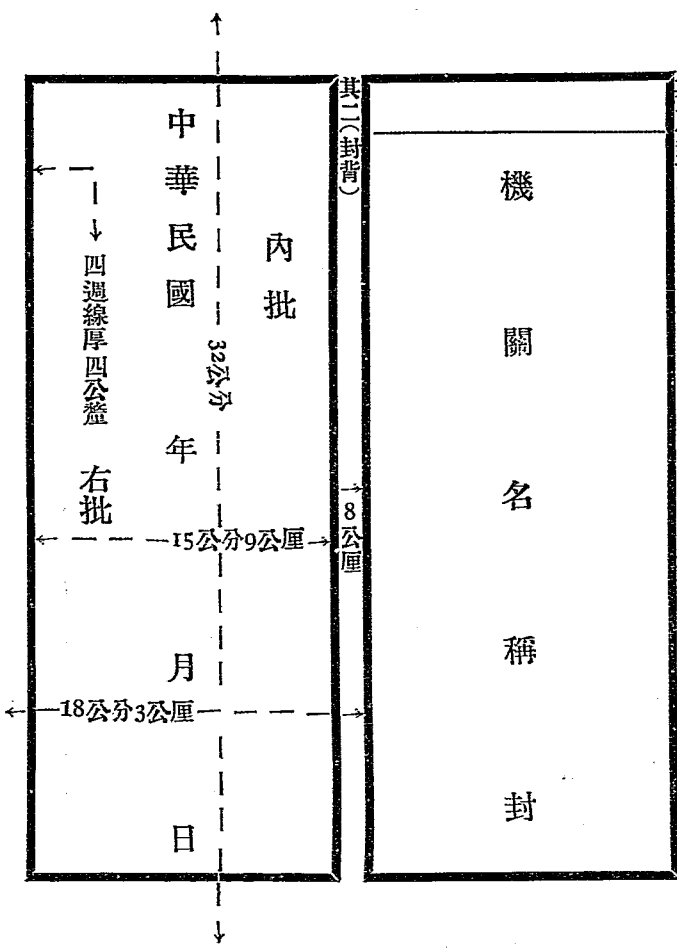 機關名稱封
其二(封背)
8公厘
內批
32公分
中華民國 年 月 日
15公分9公厘
18公分3公厘
四週線厚四公釐
右批